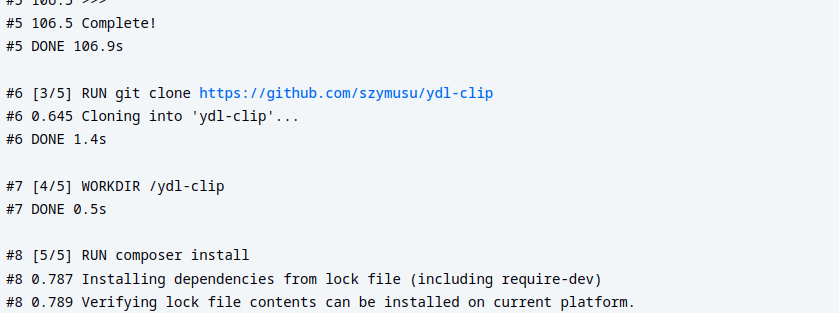 #5 106.5 >>>
#5 106.5 Complete!
#5 DONE 106.9s
#6 [3/5] RUN git clone https://github.com/szymusu/ydl-clip
#6 0.645 Cloning into 'ydl-clip'...
#6 DONE 1.4s
#7 [4/5] WORKDIR /ydl-clip
#7 DONE 0.5s
#8 [5/5] RUN composer install
#8 0.787 Installing dependencies from lock file (including require-dev)
#8 0.789 Verifying lock file contents can be installed on current platform.